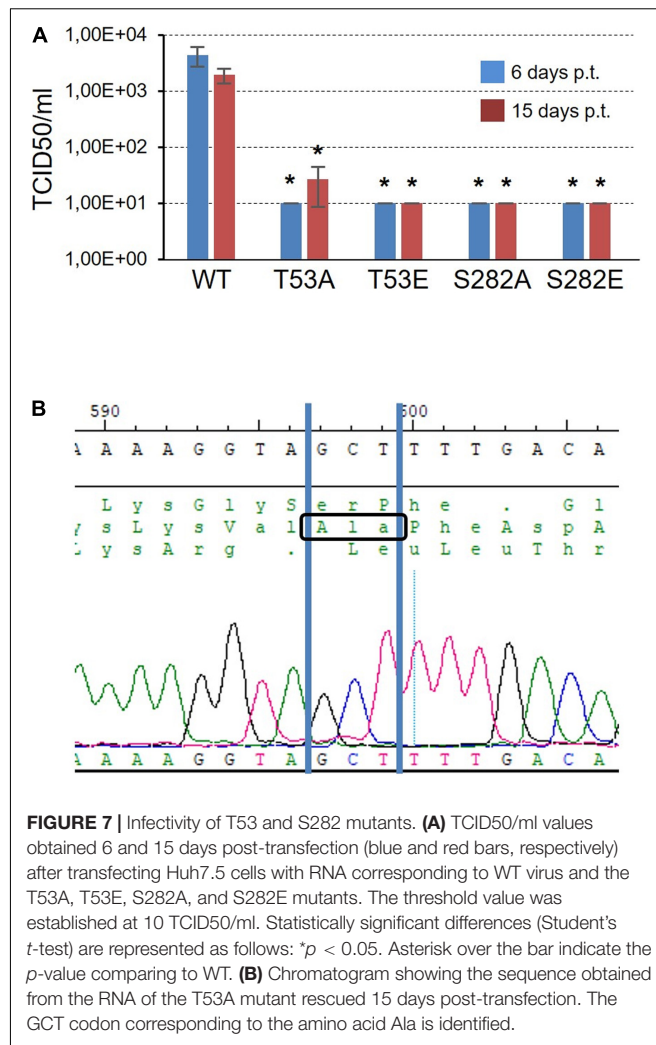 A
1,00E+04
1,00E+03
1,00E+02
1,00E+01
1,00E+00
TCID50/ml
6 days p.t.
15 days p.t.
* * * * * * * *
WT T53A T53E S282A S282E
B
590 600
A A A A G G T A G C T T T T G A C A
L y s G l y S e r P h e . G l
y s L y s V a l A l a P h e A s p A
L y s A r g . L e u L e u T h r
A A A A G G T A G C T T T T G A C A
FIGURE 7 | Infectivity of T53 and S282 mutants. (A) TCID50/ml values
obtained 6 and 15 days post-transfection (blue and red bars, respectively)
after transfecting Huh7.5 cells with RNA corresponding to WT virus and the
T53A, T53E, S282A, and S282E mutants. The threshold value was
established at 10 TCID50/ml. Statistically significant differences (Student's
t-test) are represented as follows: *p < 0.05. Asterisk over the bar indicate the
p-value comparing to WT. (B) Chromatogram showing the sequence obtained
from the RNA of the T53A mutant rescued 15 days post-transfection. The
GCT codon corresponding to the amino acid Ala is identified.